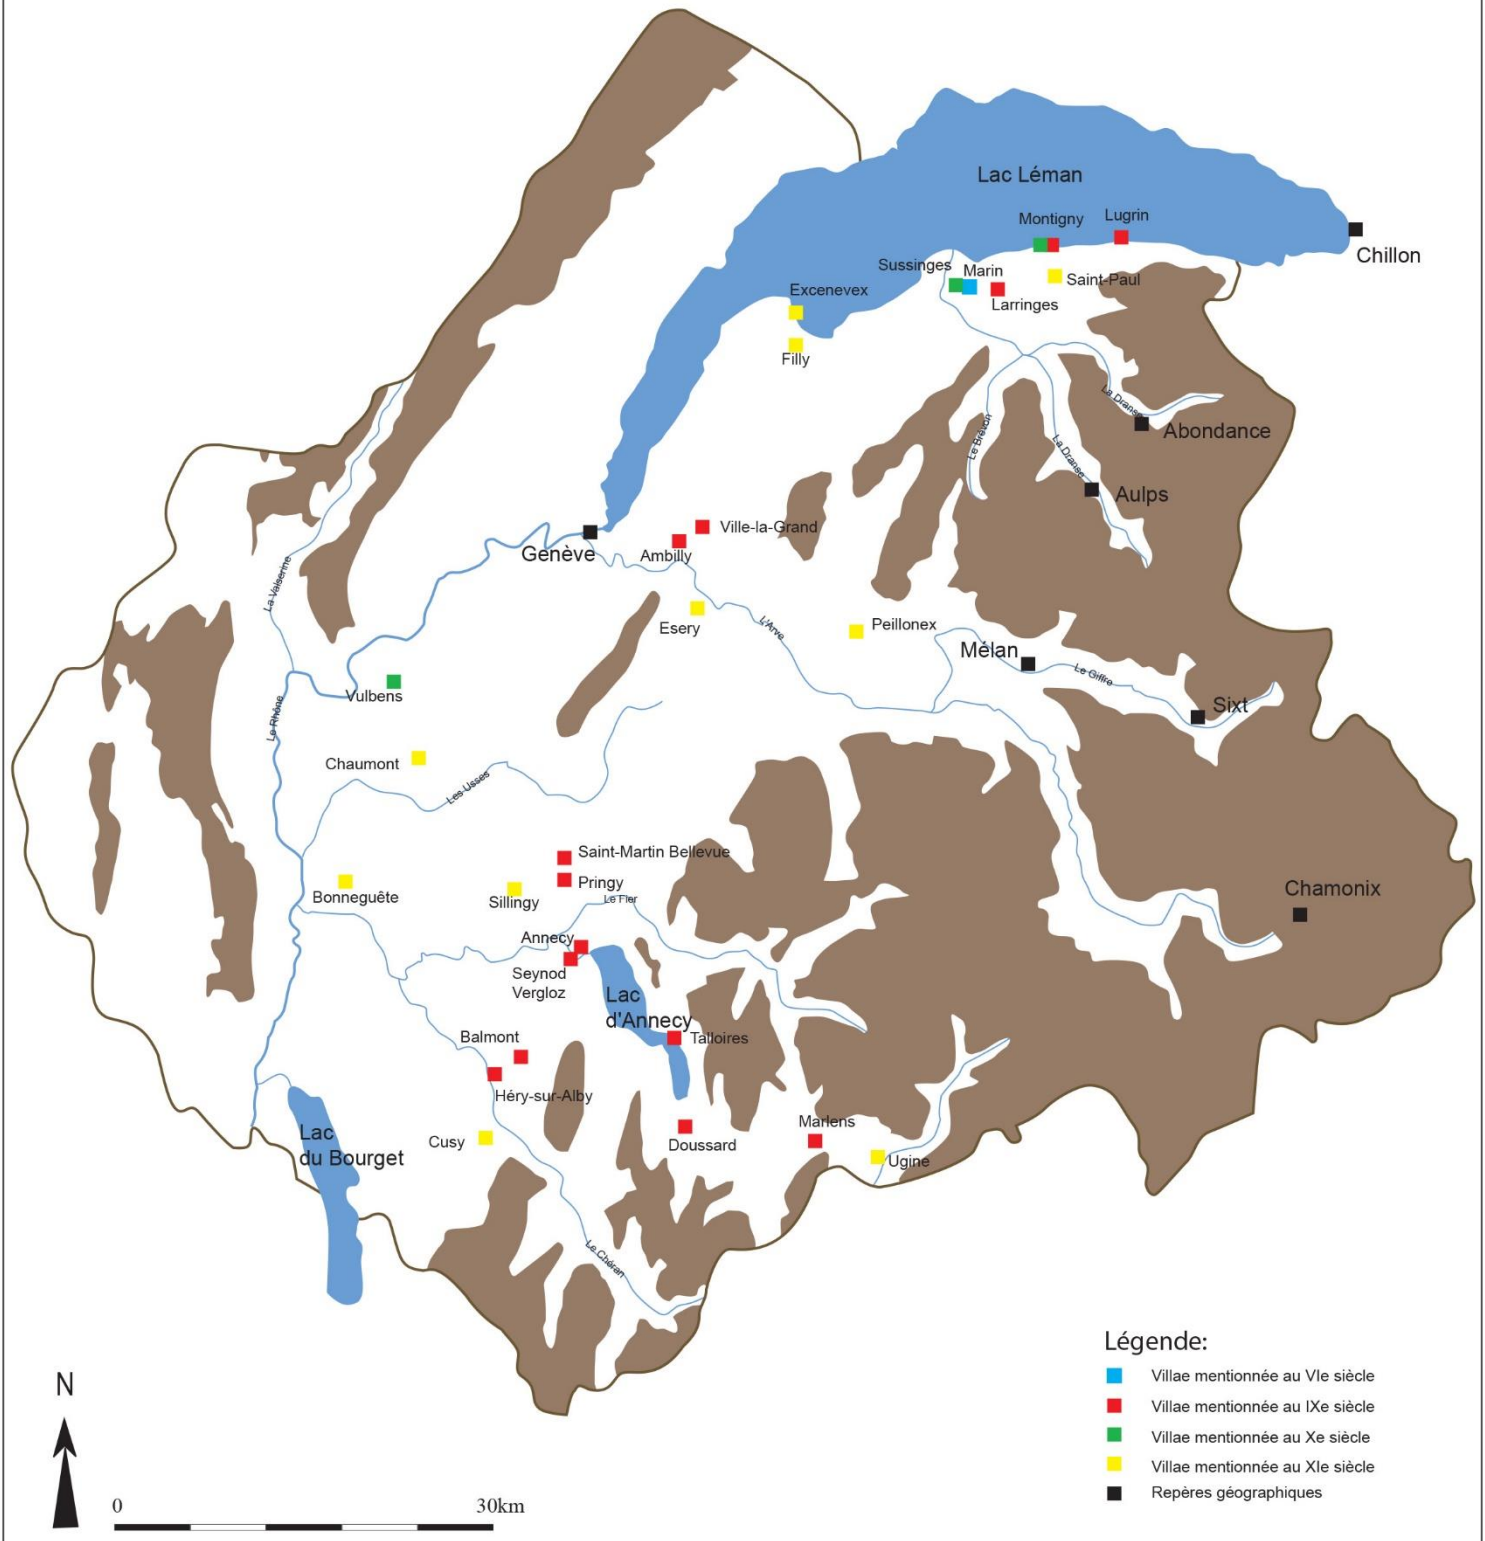 Lac Léman
Montigny
Lugrin
Chillon
Sussinges
Marin
Saint-Paul
Larringes
Excenevex
Filly
La Dranse
Abondance
Le Brévon
La Dranse
Aulps
Genève
Ville-la-Grand
Ambilly
La Valserine
Esery
L'Arve
Peillonex
Mélan
Le Giffre
Sixt
Vulbens
Le Rhône
Chaumont
Les Usses
Saint-Martin Bellevue
Pringy
Bonneguête
Sillingy
Le Fier
Chamonix
Annecy
Seynod
Vergloz
Lac
d'Annecy
Talloires
Balmont
Héry-sur-Alby
Cusy
Doussard
Marlens
Ugine
Lac
du Bourget
Le Chéran
Légende:
Villae mentionnée au VIe siècle
Villae mentionnée au IXe siècle
Villae mentionnée au Xe siècle
Villae mentionnée au XIe siècle
Repères géographiques
N
0 30km